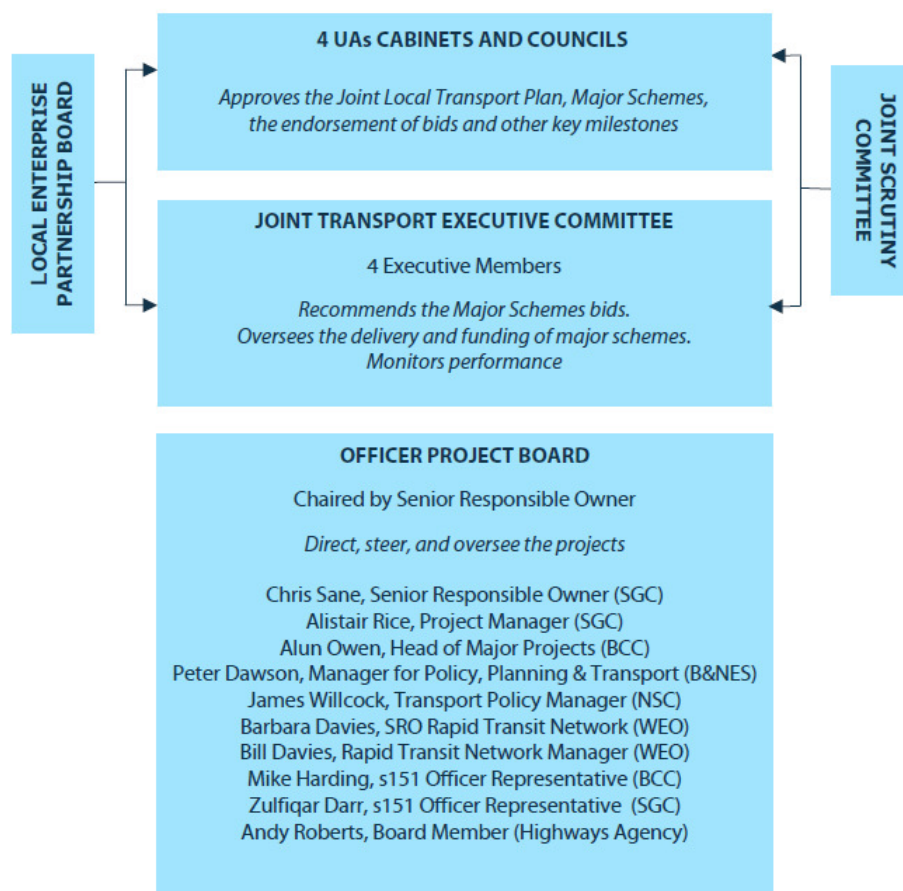 4 UAs CABINETS AND COUNCILS
Approves the Joint Local Transport Plan, Major Schemes,
the endorsement of bids and other key milestones
LOCAL ENTERPRISE
PARTNERSHIP BOARD
JOINT SCRUTINY
COMMITTEE
JOINT TRANSPORT EXECUTIVE COMMITTEE
4 Executive Members
Recommends the Major Schemes bids.
Oversees the delivery and funding of major schemes.
Monitors performance
OFFICER PROJECT BOARD
Chaired by Senior Responsible Owner
Direct, steer, and oversee the projects
Chris Sane, Senior Responsible Owner (SGC)
Alistair Rice, Project Manager (SGC)
Alun Owen, Head of Major Projects (BCC)
Peter Dawson, Manager for Policy, Planning & Transport (B&NES)
James Willcock, Transport Policy Manager (NSC)
Barbara Davies, SRO Rapid Transit Network (WEO)
Bill Davies, Rapid Transit Network Manager (WEO)
Mike Harding, s151 Officer Representative (BCC)
Zulfiqar Darr, s151 Officer Representative (SGC)
Andy Roberts, Board Member (Highways Agency)